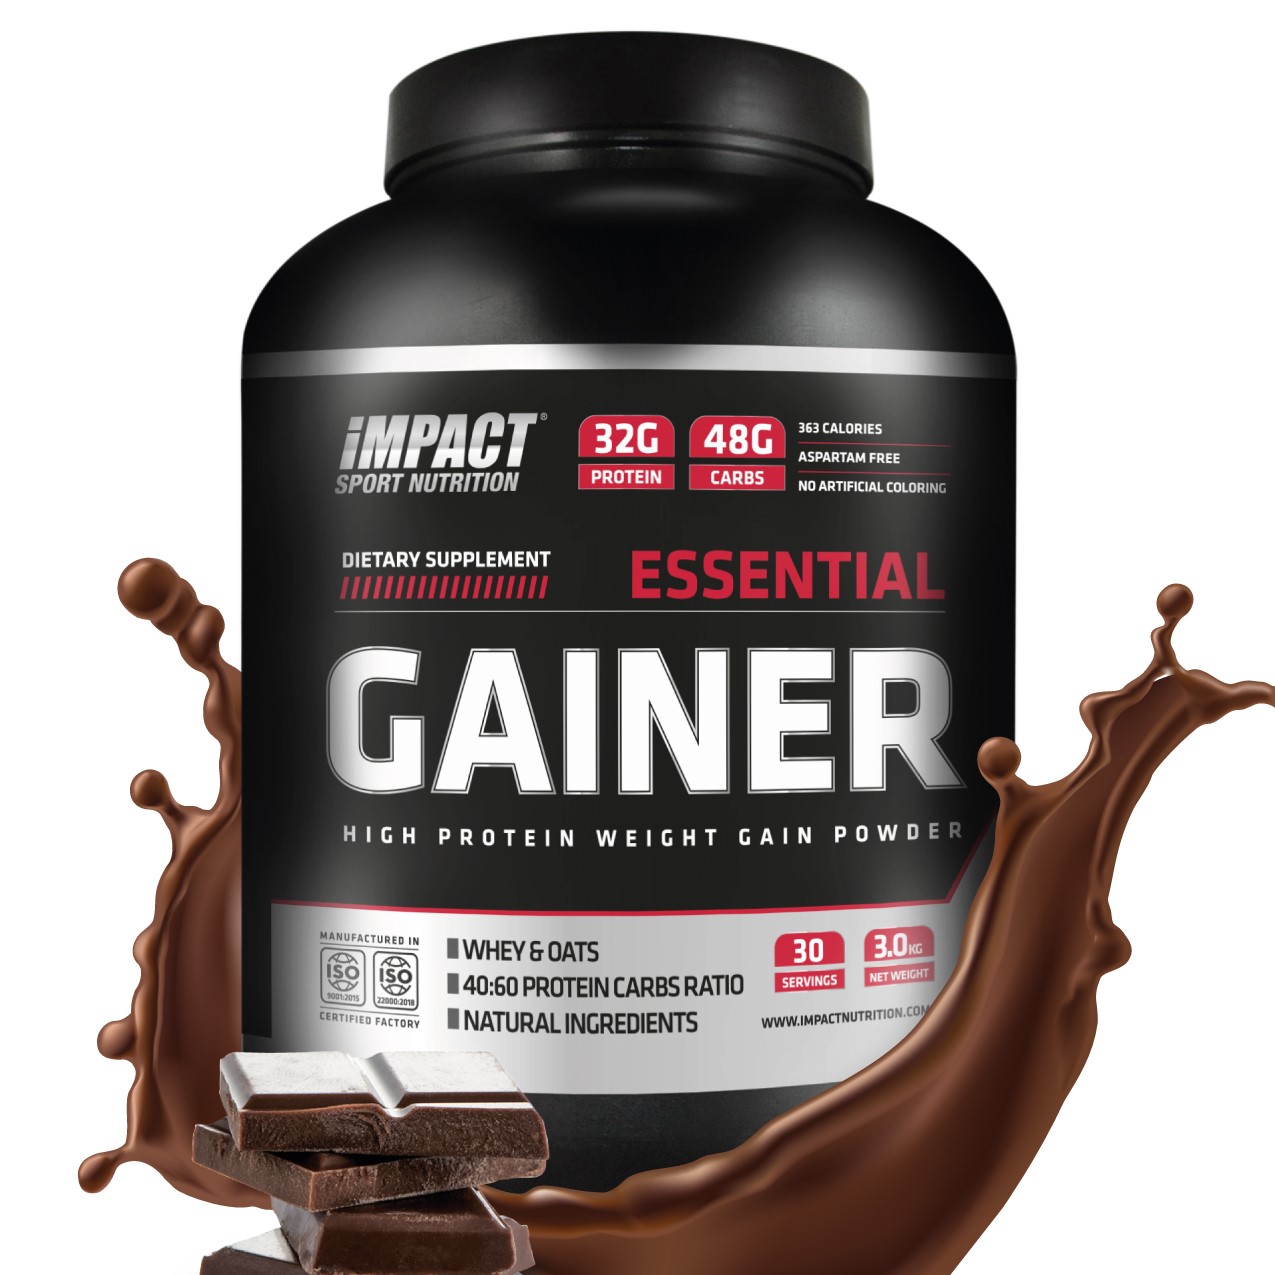 iMPACT®
SPORT NUTRITION
32G
PROTEIN
48G
CARBS
363 CALORIES
ASPARTAM FREE
NO ARTIFICIAL COLORING
DIETARY SUPPLEMENT
ESSENTIAL
GAINER
HIGH PROTEIN WEIGHT GAIN POWDER
MANUFACTURED IN
ISO
9001:2015
ISO
22000:2018
CERTIFIED FACTORY
WHEY & OATS
40:60 PROTEIN CARBS RATIO
NATURAL INGREDIENTS
30
SERVINGS
3.0KG
NET WEIGHT
WWW.IMPACTNUTRITION.COM